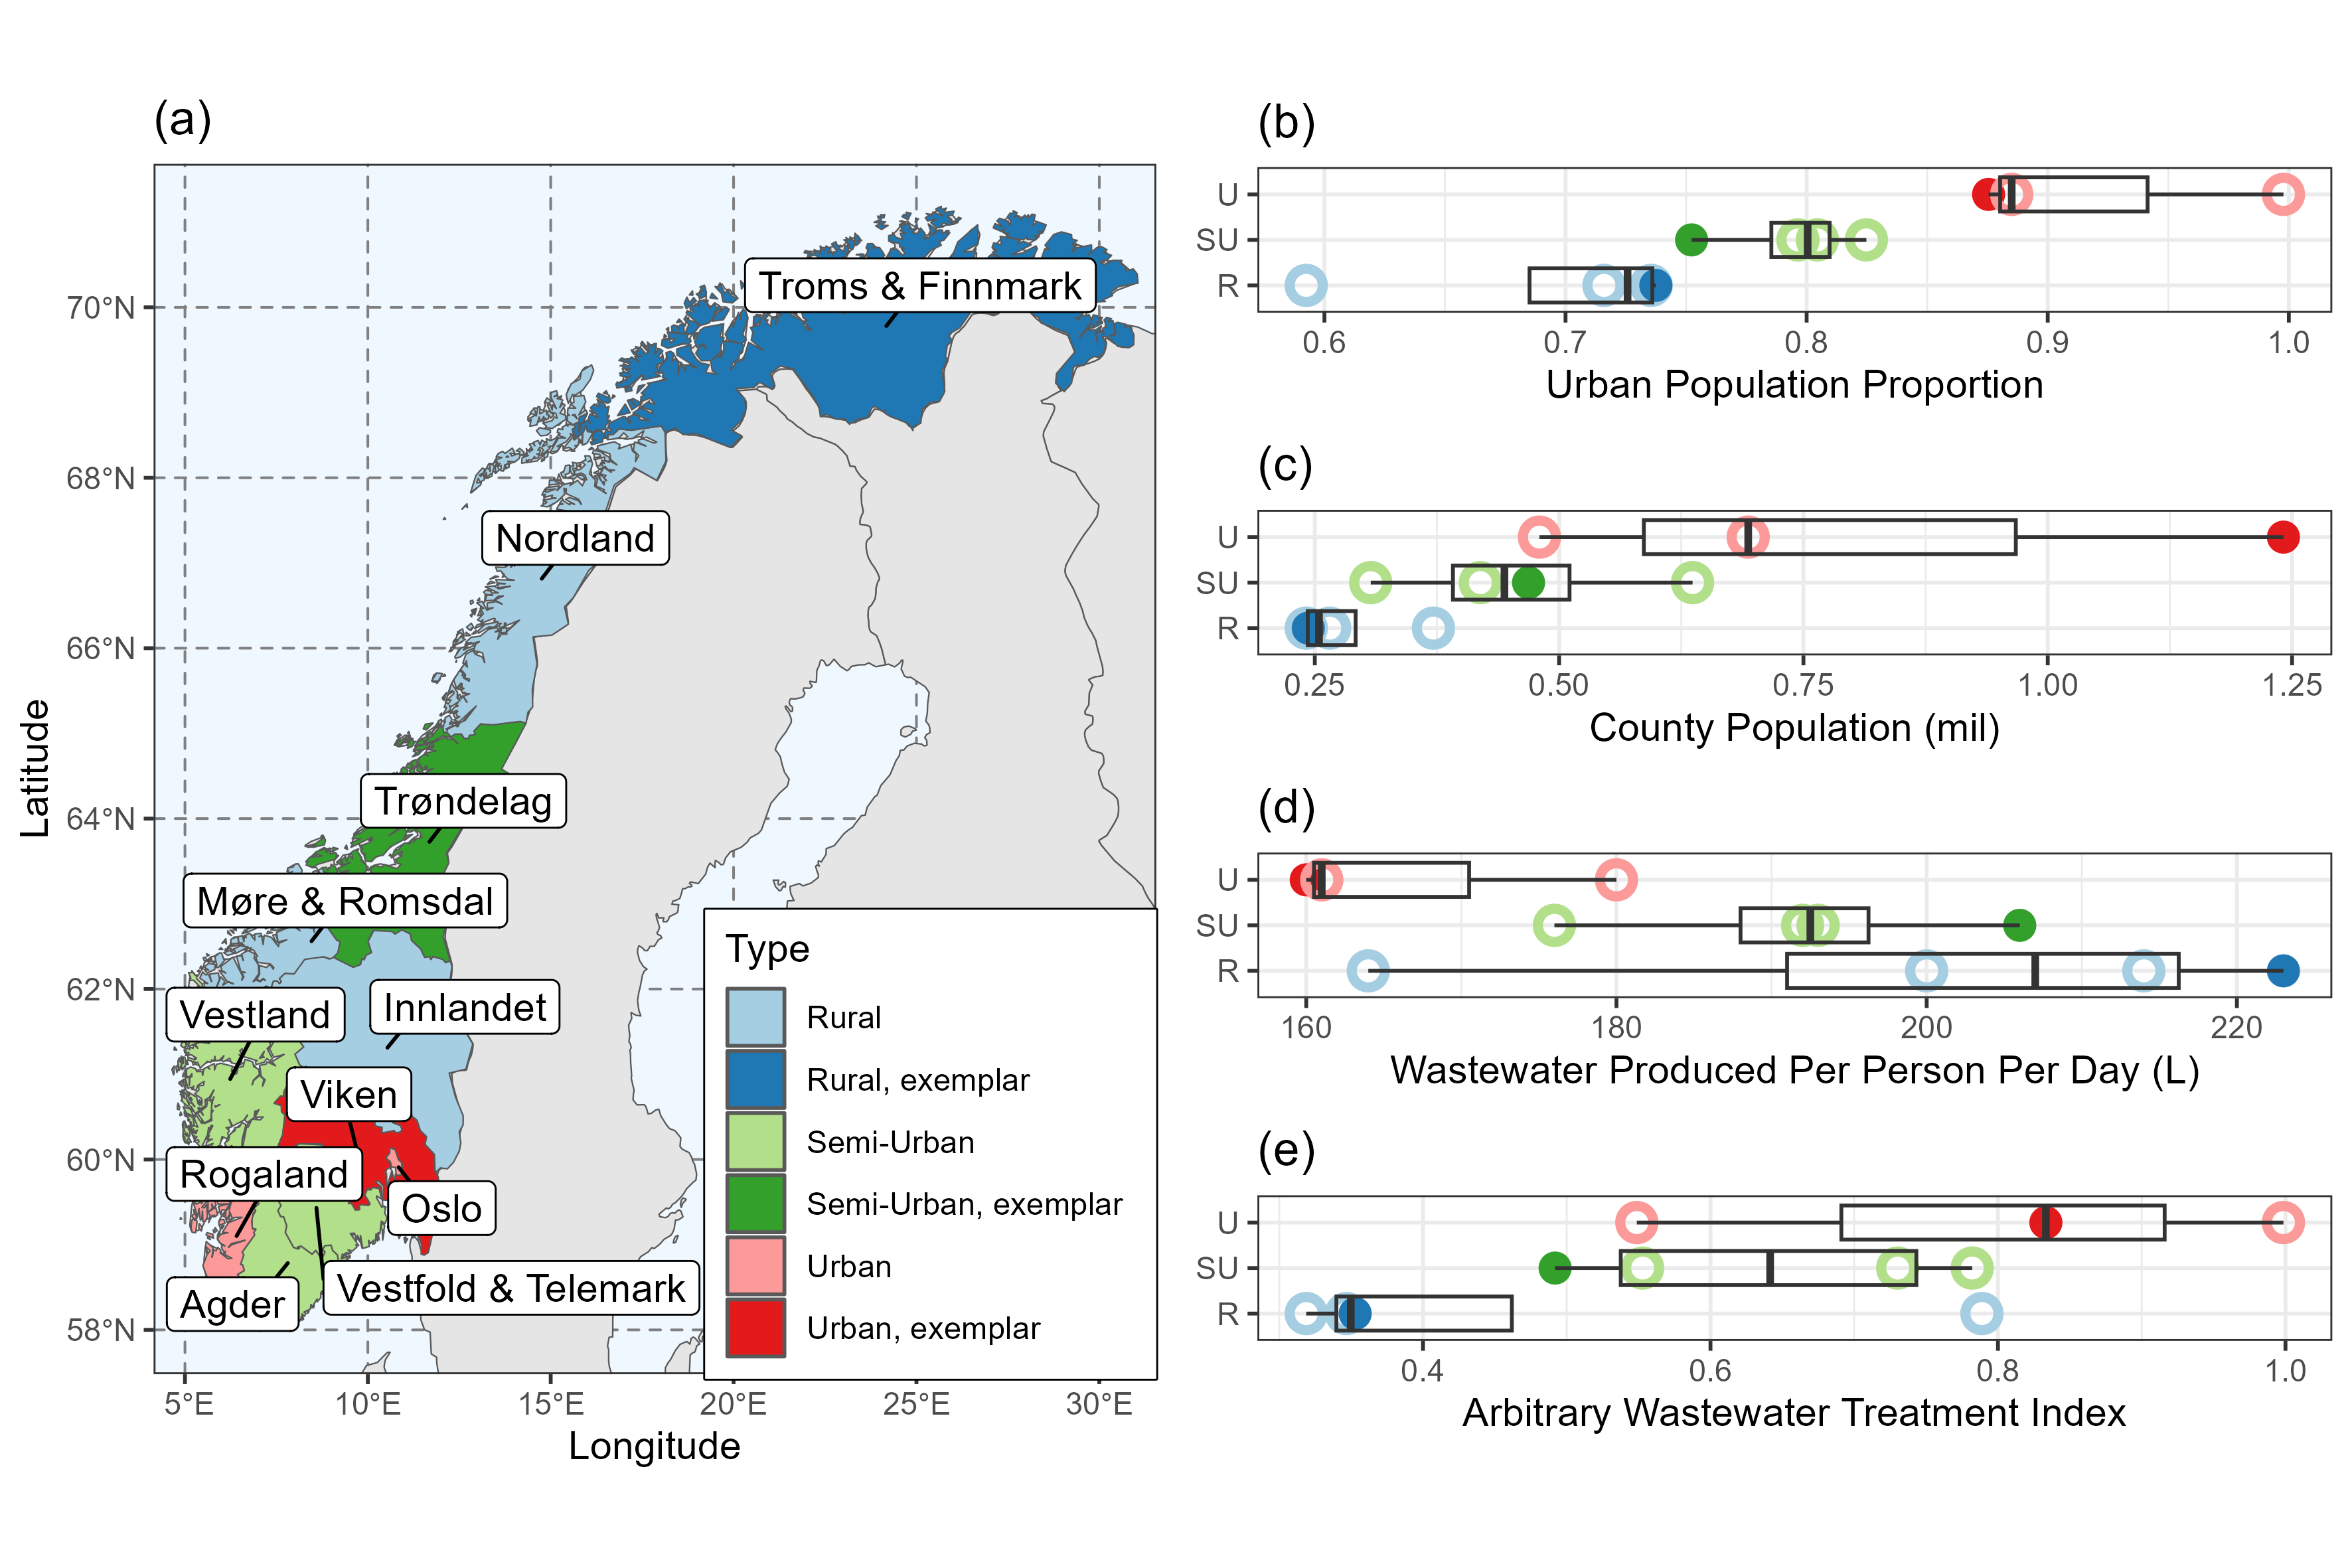 (a)
Troms & Finnmark
Nordland
Trøndelag
Møre & Romsdal
Vestland
Innlandet
Viken
Rogaland
Oslo
Vestfold & Telemark
Agder
70°N
68°N
66°N
64°N
62°N
60°N
58°N
Latitude
5°E 10°E 15°E 20°E 25°E 30°E
Longitude
Type
Rural
Rural, exemplar
Semi-Urban
Semi-Urban, exemplar
Urban
Urban, exemplar
(b)
U
SU
R
0.6 0.7 0.8 0.9 1.0
Urban Population Proportion
(c)
U
SU
R
0.25 0.50 0.75 1.00 1.25
County Population (mil)
(d)
U
SU
R
160 180 200 220
Wastewater Produced Per Person Per Day (L)
(e)
U
SU
R
0.4 0.6 0.8 1.0
Arbitrary Wastewater Treatment Index